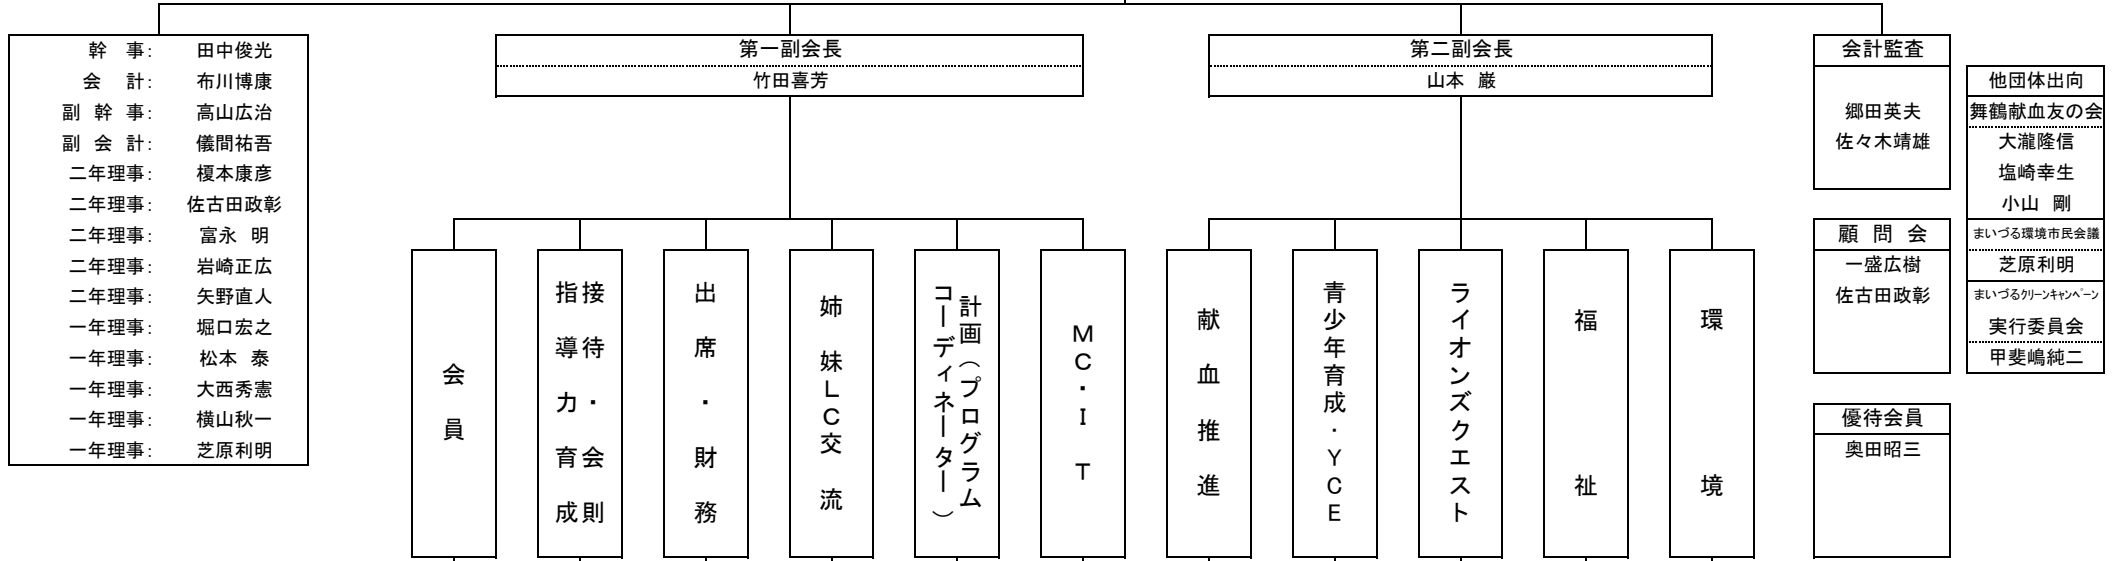 幹　事:　田中俊光
会　計:　布川博康
副 幹 事:　高山広治
副 会 計:　儀間祐吾
二年理事:　榎本康彦
二年理事:　佐古田政彰
二年理事:　富永　明
二年理事:　岩崎正広
二年理事:　矢野直人
一年理事:　堀口宏之
一年理事:　松本　泰
一年理事:　大西秀憲
一年理事:　横山秋一
一年理事:　芝原利明
第一副会長
竹田喜芳
会員
接待・会則
指導力育成
出席・財務
姉妹LC交流
計画（プログラム
コーディネーター）
MC・IT
第二副会長
山本　巌
献血推進
青少年育成・YCE
ライオンズクエスト
福祉
環境
会計監査
郷田英夫
佐々木靖雄
顧 問 会
一盛広樹
佐古田政彰
優待会員
奥田昭三
他団体出向
舞鶴献血友の会
大瀧隆信
塩崎幸生
小山　剛
まいづる環境市民会議
芝原利明
まいづるクリーンキャンペーン
実行委員会
甲斐嶋純二